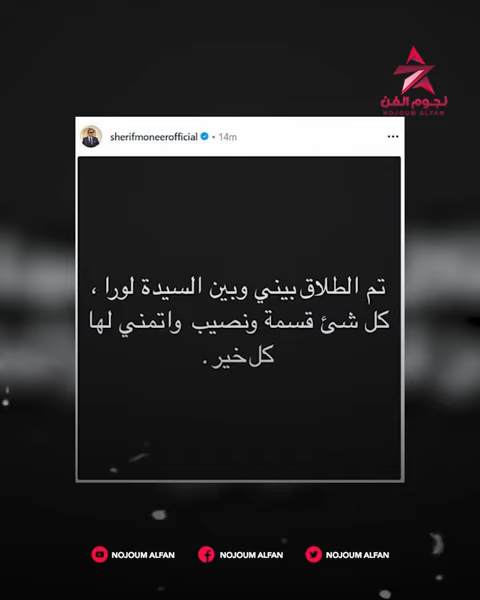 نجوم الفن
NOJOUM ALFAN
sherifmoneerofficial • 14m
تم الطلاق بيني وبين السيدة لورا ،
كل شئ قسمة ونصيب واتمني لها
كل خير .
NOJOUM ALFAN NOJOUM ALFAN NOJOUM ALFAN